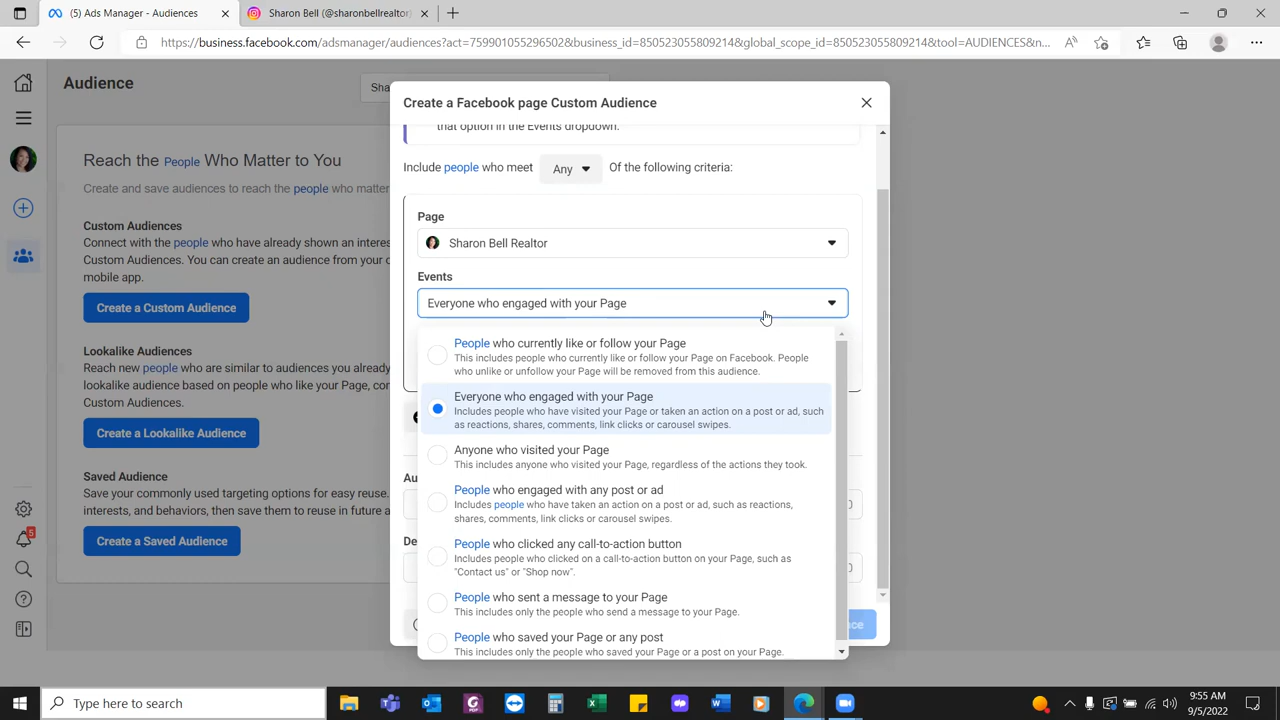 (5) Ads Manager - Audiences
Sharon Bell (@sharonbellrealtor)
https://business.facebook.com/adsmanager/audiences?act=759901055296502&business_id=850523055809214&global_scope_id=850523055809214&tool=AUDIENCES&n...
Audience
Sha
Create a Facebook page Custom Audience
that option in the Events dropdown.
Include people who meet Any Of the following criteria:
Page
Sharon Bell Realtor
Events
Everyone who engaged with your Page
People who currently like or follow your Page
This includes people who currently like or follow your Page on Facebook. People
who unlike or unfollow your Page will be removed from this audience.
Everyone who engaged with your Page
Includes people who have visited your Page or taken an action on a post or ad, such
as reactions, shares, comments, link clicks or carousel swipes.
Anyone who visited your Page
This includes anyone who visited your Page, regardless of the actions they took.
People who engaged with any post or ad
Includes people who have taken an action on a post or ad, such as reactions,
shares, comments, link clicks or carousel swipes.
People who clicked any call-to-action button
Includes people who clicked on a call-to-action button on your Page, such as
"Contact us" or "Shop now".
People who sent a message to your Page
This includes only the people who send a message to your Page.
People who saved your Page or any post
This includes only the people who saved your Page or a post on your Page.
Au
De
0
0
ce
Reach the People Who Matter to You
Create and save audiences to reach the people who matter
Custom Audiences
Connect with the people who have already shown an interes
Custom Audiences. You can create an audience from your c
mobile app.
Create a Custom Audience
Lookalike Audiences
Reach new people who are similar to audiences you already
lookalike audience based on people who like your Page, con
Custom Audiences.
Create a Lookalike Audience
Saved Audience
Save your commonly used targeting options for easy reuse.
interests, and behaviors, then save them to reuse in future a
Create a Saved Audience
5
Type here to search
9:55 AM
9/5/2022